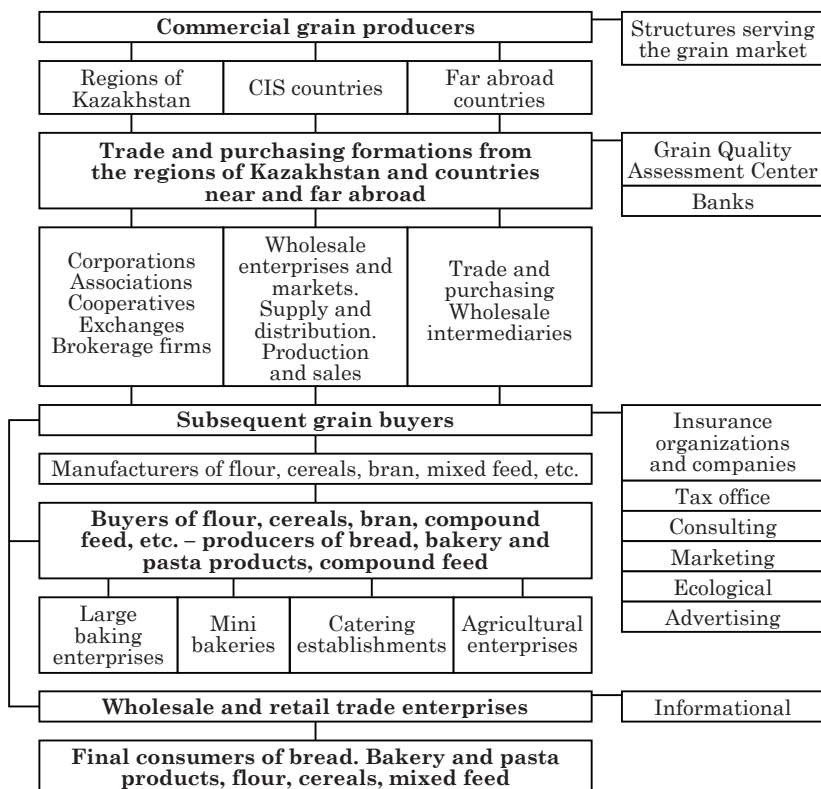 Commercial grain producers
Structures serving
the grain market
Regions of
Kazakhstan
CIS countries
Far abroad
countries
Trade and purchasing formations from
the regions of Kazakhstan and countries
near and far abroad
Grain Quality
Assessment Center
Banks
Corporations
Associations
Cooperatives
Exchanges
Brokerage firms
Wholesale
enterprises and
markets.
Supply and
distribution.
Production
and sales
Trade and
purchasing
Wholesale
intermediaries
Subsequent grain buyers
Insurance
organizations
and companies
Manufacturers of flour, cereals, bran, mixed feed, etc.
Tax office
Consulting
Marketing
Ecological
Advertising
Buyers of flour, cereals, bran, compound
feed, etc. – producers of bread, bakery and
pasta products, compound feed
Large
baking
enterprises
Mini
bakeries
Catering
establishments
Agricultural
enterprises
Wholesale and retail trade enterprises
Informational
Final consumers of bread. Bakery and pasta
products, flour, cereals, mixed feed